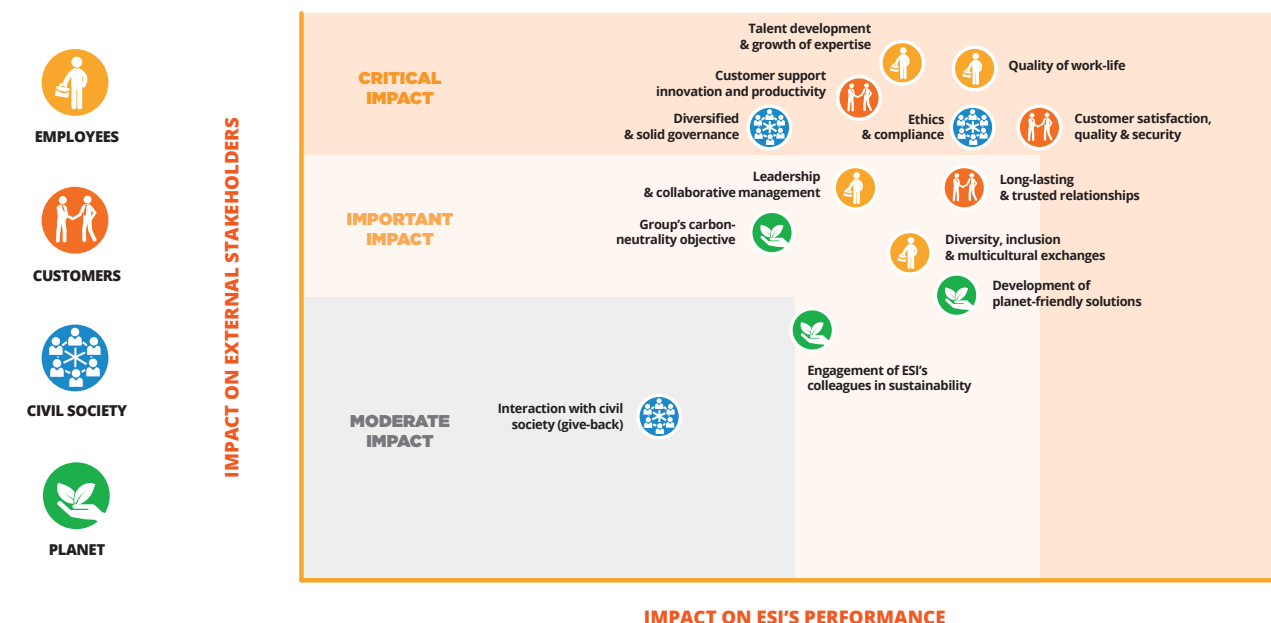 EMPLOYEES
CUSTOMERS
CIVIL SOCIETY
PLANET
IMPACT ON EXTERNAL STAKEHOLDERS
CRITICAL
IMPACT
Talent development
& growth of expertise
Quality of work-life
Customer support
innovation and productivity
Diversified
& solid governance
Ethics
& compliance
Customer satisfaction,
quality & security
IMPORTANT
IMPACT
Leadership
& collaborative management
Long-lasting
& trusted relationships
Group's carbon-
neutrality objective
Diversity, inclusion
& multicultural exchanges
Development of
planet-friendly solutions
Engagement of ESI's
colleagues in sustainability
MODERATE
IMPACT
Interaction with civil
society (give-back)
IMPACT ON ESI'S PERFORMANCE